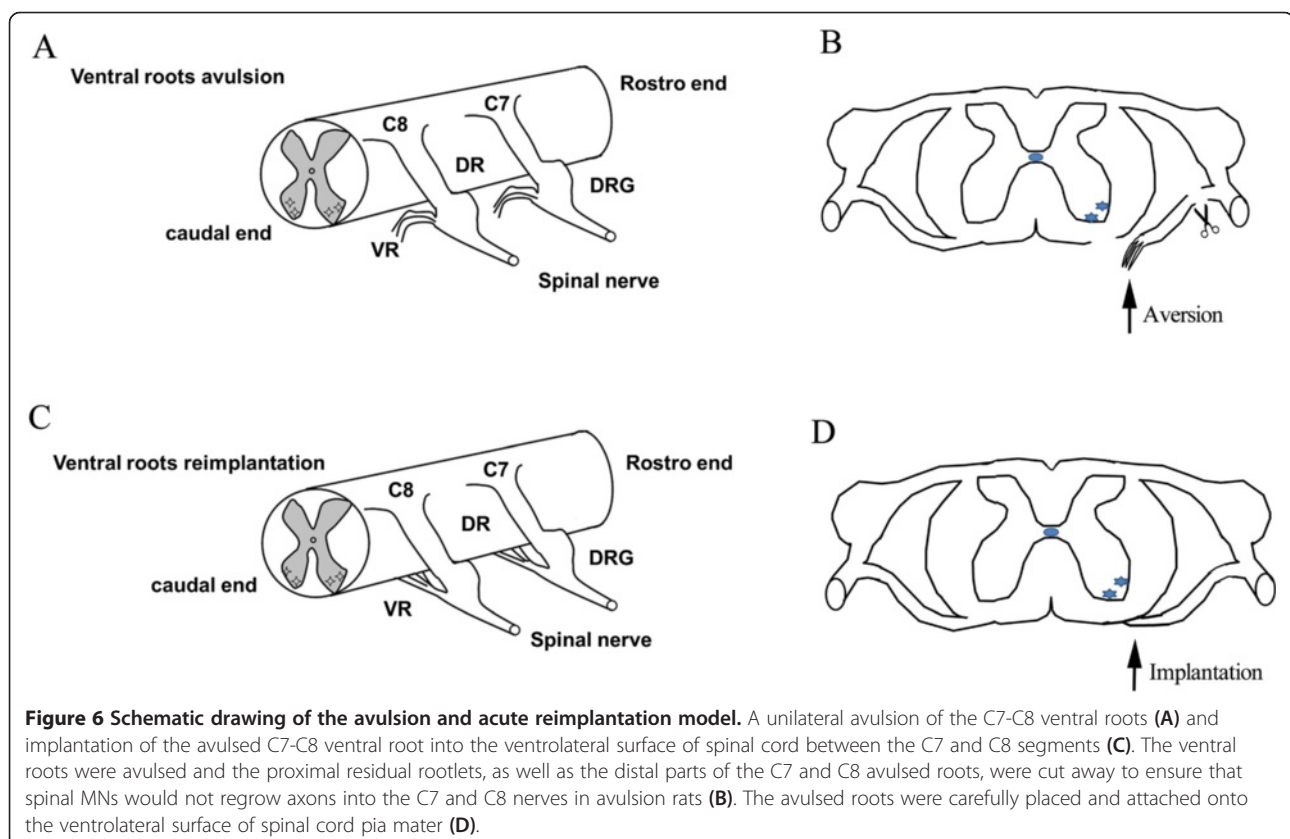 A
Ventral roots avulsion
Rostro end
C7
C8
DR
DRG
caudal end
VR
Spinal nerve
B
Aversion
C
Ventral roots reimplantation
Rostro end
C7
C8
DR
DRG
caudal end
VR
Spinal nerve
D
Implantation
Figure 6 Schematic drawing of the avulsion and acute reimplantation model. A unilateral avulsion of the C7-C8 ventral roots (A) and
implantation of the avulsed C7-C8 ventral root into the ventrolateral surface of spinal cord between the C7 and C8 segments (C). The ventral
roots were avulsed and the proximal residual rootlets, as well as the distal parts of the C7 and C8 avulsed roots, were cut away to ensure that
spinal MNs would not regrow axons into the C7 and C8 nerves in avulsion rats (B). The avulsed roots were carefully placed and attached onto
the ventrolateral surface of spinal cord pia mater (D).